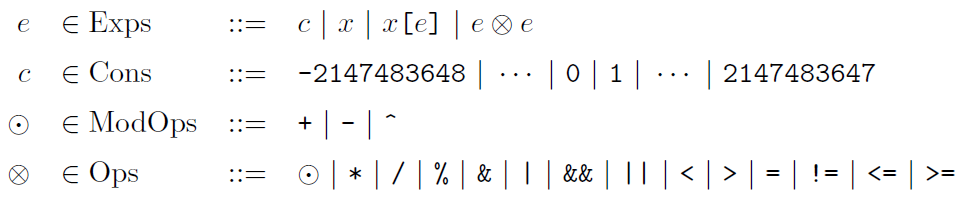 e ∈ Exps ::= c | x | x[e] | e ⊗ e
c ∈ Cons ::= -2147483648 | ··· | 0 | 1 | ··· | 2147483647
⊙ ∈ ModOps ::= + | - | ^
⊗ ∈ Ops ::= ⊙ | * | / | % | & | | | && | || | < | > | = | != | <= | >=